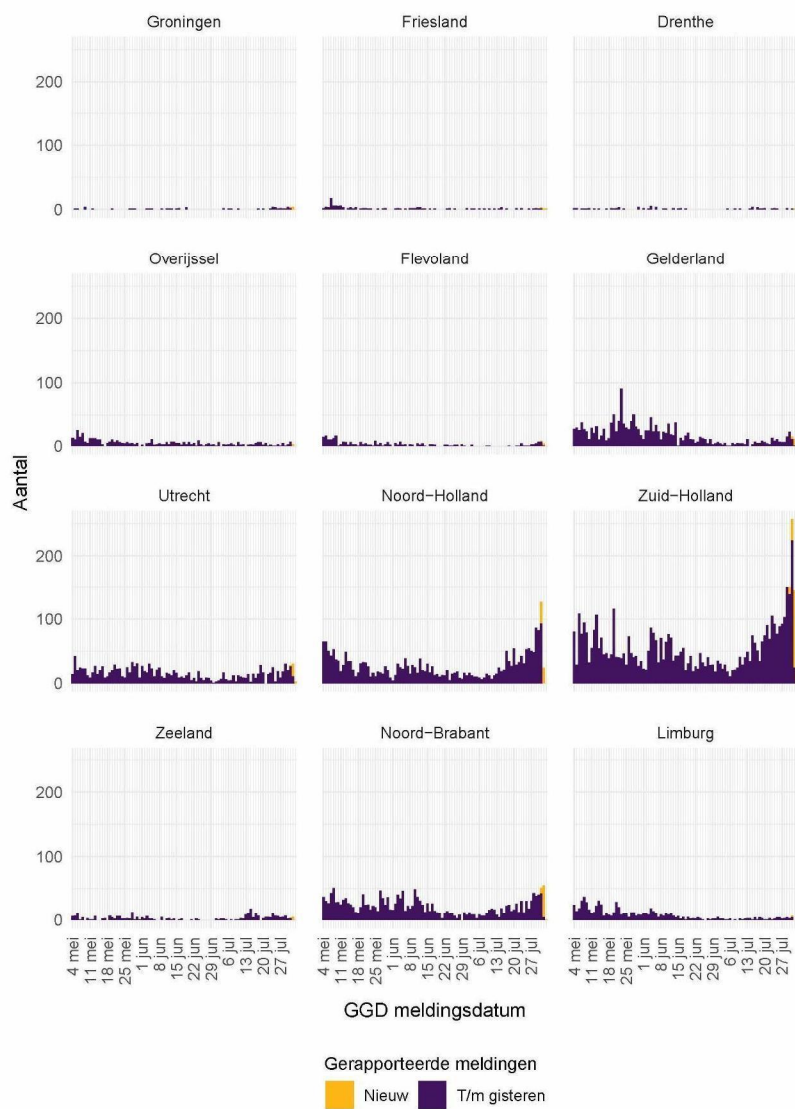 Groningen Friesland Drenthe
200
100
0
Overijssel Flevoland Gelderland
200
100
0
Aantal
Utrecht Noord-Holland Zuid-Holland
200
100
0
Zeeland Noord-Brabant Limburg
200
100
0
4 mei 11 mei 18 mei 25 mei 1 jun 8 jun 15 jun 22 jun 29 jun 6 jul 13 jul 20 jul 27 jul 4 mei 11 mei 18 mei 25 mei 1 jun 8 jun 15 jun 22 jun 29 jun 6 jul 13 jul 20 jul 27 jul 4 mei 11 mei 18 mei 25 mei 1 jun 8 jun 15 jun 22 jun 29 jun 6 jul 13 jul 20 jul 27 jul
GGD meldingsdatum
Gerapporteerde meldingen
Nieuw T/m gisteren